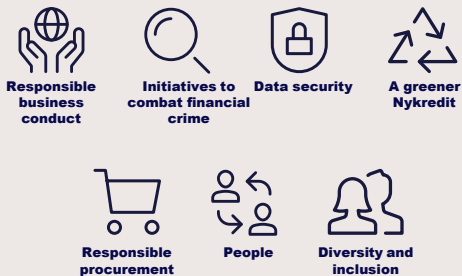 Responsible
business
conduct
Initiatives to
combat financial
crime
Data security
A greener
Nykredit
Responsible
procurement
People
Diversity and
inclusion